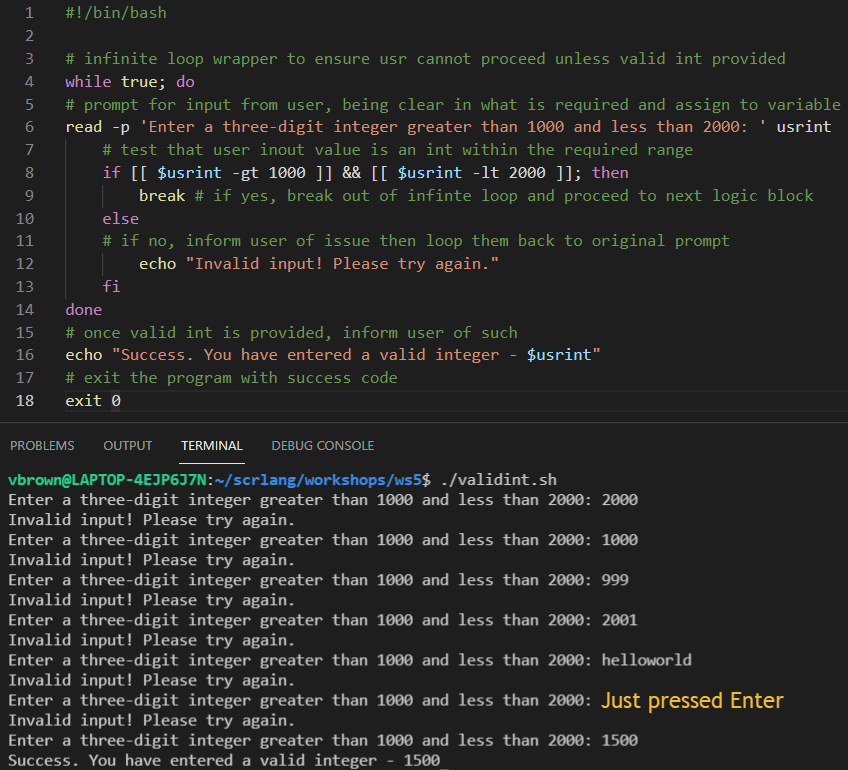 1 #!/bin/bash
2
3 # infinite loop wrapper to ensure usr cannot proceed unless valid int provided
4 while true; do
5 # prompt for input from user, being clear in what is required and assign to variable
6 read -p 'Enter a three-digit integer greater than 1000 and less than 2000: ' usrint
7 # test that user inout value is an int within the required range
8 if [[ $usrint -gt 1000 ]] && [[ $usrint -lt 2000 ]]; then
9 break # if yes, break out of infinte loop and proceed to next logic block
10 else
11 # if no, inform user of issue then loop them back to original prompt
12 echo "Invalid input! Please try again."
13 fi
14 done
15 # once valid int is provided, inform user of such
16 echo "Success. You have entered a valid integer - $usrint"
17 # exit the program with success code
18 exit 0
PROBLEMS OUTPUT TERMINAL DEBUG CONSOLE
vbrown@LAPTOP-4EJP6J7N:~/scrlang/workshops/ws5$ ./validint.sh
Enter a three-digit integer greater than 1000 and less than 2000: 2000
Invalid input! Please try again.
Enter a three-digit integer greater than 1000 and less than 2000: 1000
Invalid input! Please try again.
Enter a three-digit integer greater than 1000 and less than 2000: 999
Invalid input! Please try again.
Enter a three-digit integer greater than 1000 and less than 2000: 2001
Invalid input! Please try again.
Enter a three-digit integer greater than 1000 and less than 2000: helloworld
Invalid input! Please try again.
Enter a three-digit integer greater than 1000 and less than 2000: Just pressed Enter
Invalid input! Please try again.
Enter a three-digit integer greater than 1000 and less than 2000: 1500
Success. You have entered a valid integer - 1500